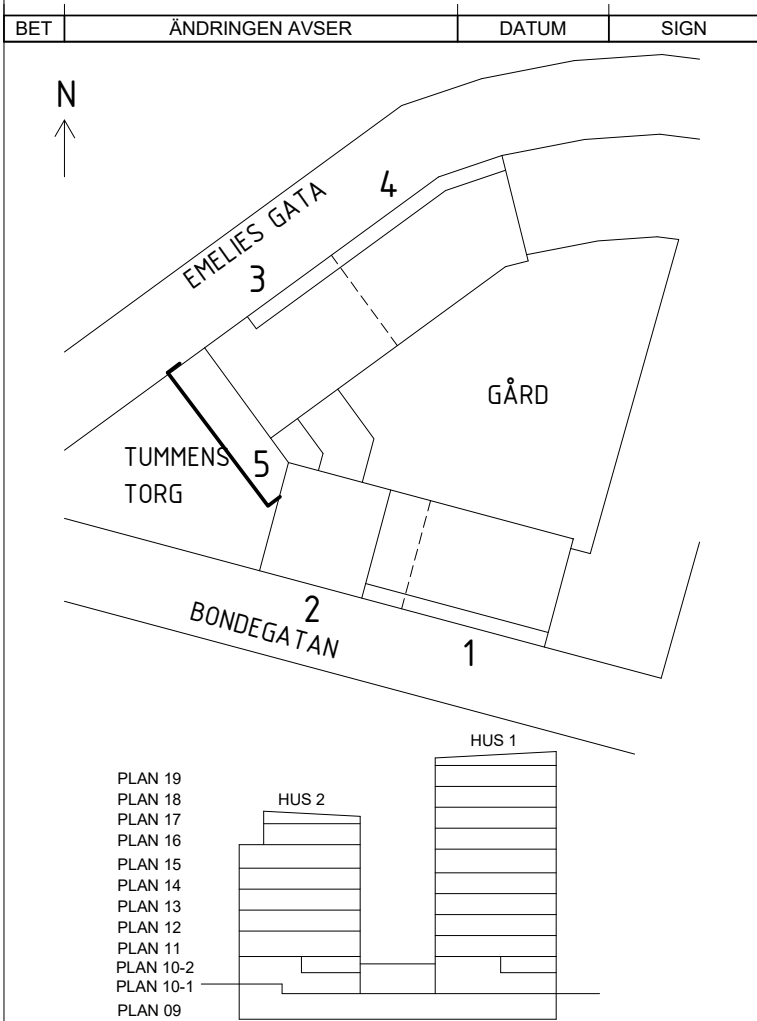 BET ÄNDRINGEN AVSER DATUM SIGN
N
4
EMELIES GATA
3
GÅRD
TUMMENS
TORG
5
2
BONDEGATAN
1
HUS 1
HUS 2
PLAN 19
PLAN 18
PLAN 17
PLAN 16
PLAN 15
PLAN 14
PLAN 13
PLAN 12
PLAN 11
PLAN 10-2
PLAN 10-1
PLAN 09